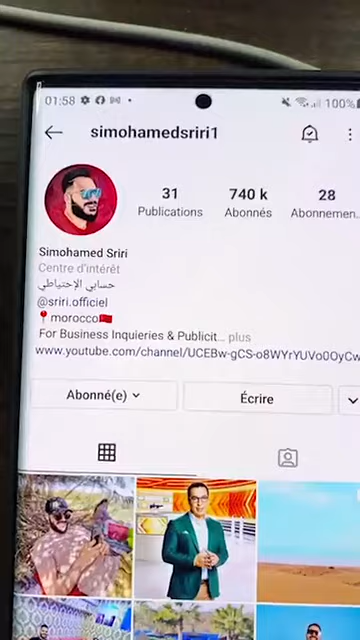 01:58
100%
simohamedsriri1
31 740 k 28
Publications Abonnés Abonnemen..
Simohamed Sriri
Centre d'intérêt
حسابي الإحتياطي
@sriri.officiel
📍morocco🇲🇦
For Business Inquieries & Publicit... plus
www.youtube.com/channel/UCEBw-gCS-o8WYrYUVo0OyCw
Abonné(e) Écrire